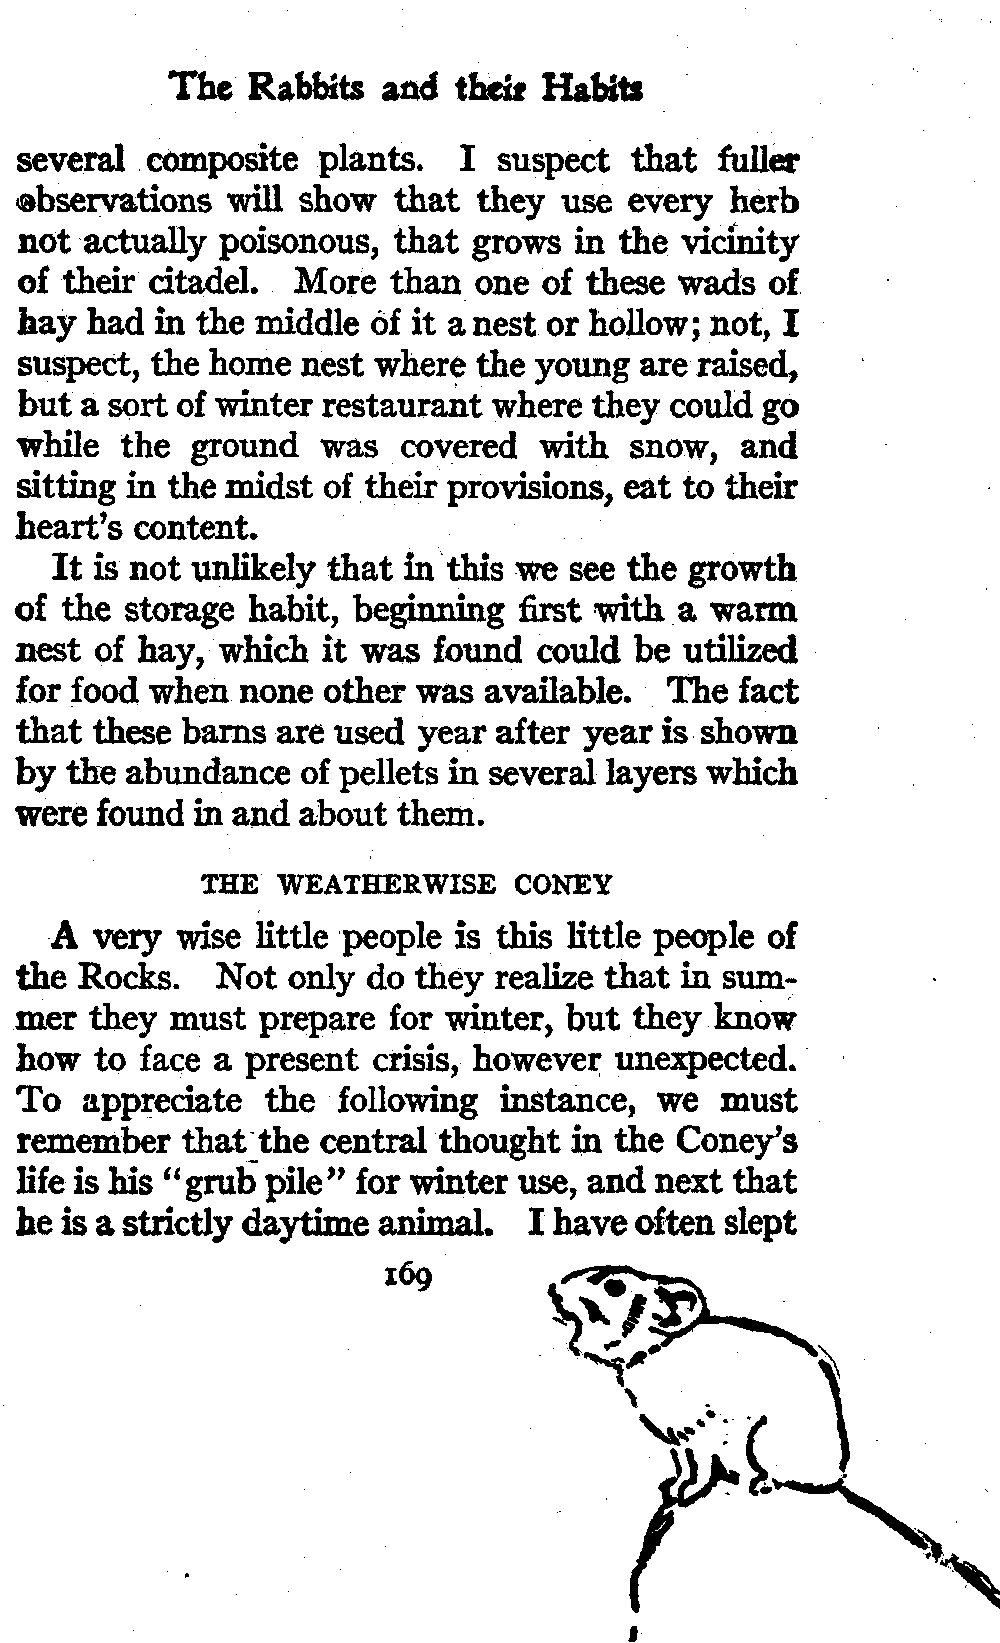 The Rabbits and their Habits
several composite plants. I suspect that fuller
observations will show that they use every herb
not actually poisonous, that grows in the vicinity
of their citadel. More than one of these wads of
hay had in the middle of it a nest or hollow; not, I
suspect, the home nest where the young are raised,
but a sort of winter restaurant where they could go
while the ground was covered with snow, and
sitting in the midst of their provisions, eat to their
heart's content.
It is not unlikely that in this we see the growth
of the storage habit, beginning first with a warm
nest of hay, which it was found could be utilized
for food when none other was available. The fact
that these barns are used year after year is shown
by the abundance of pellets in several layers which
were found in and about them.
THE WEATHERWISE CONEY
A very wise little people is this little people of
the Rocks. Not only do they realize that in sum-
mer they must prepare for winter, but they know
how to face a present crisis, however unexpected.
To appreciate the following instance, we must
remember that the central thought in the Coney's
life is his "grub pile" for winter use, and next that
he is a strictly daytime animal. I have often slept
169